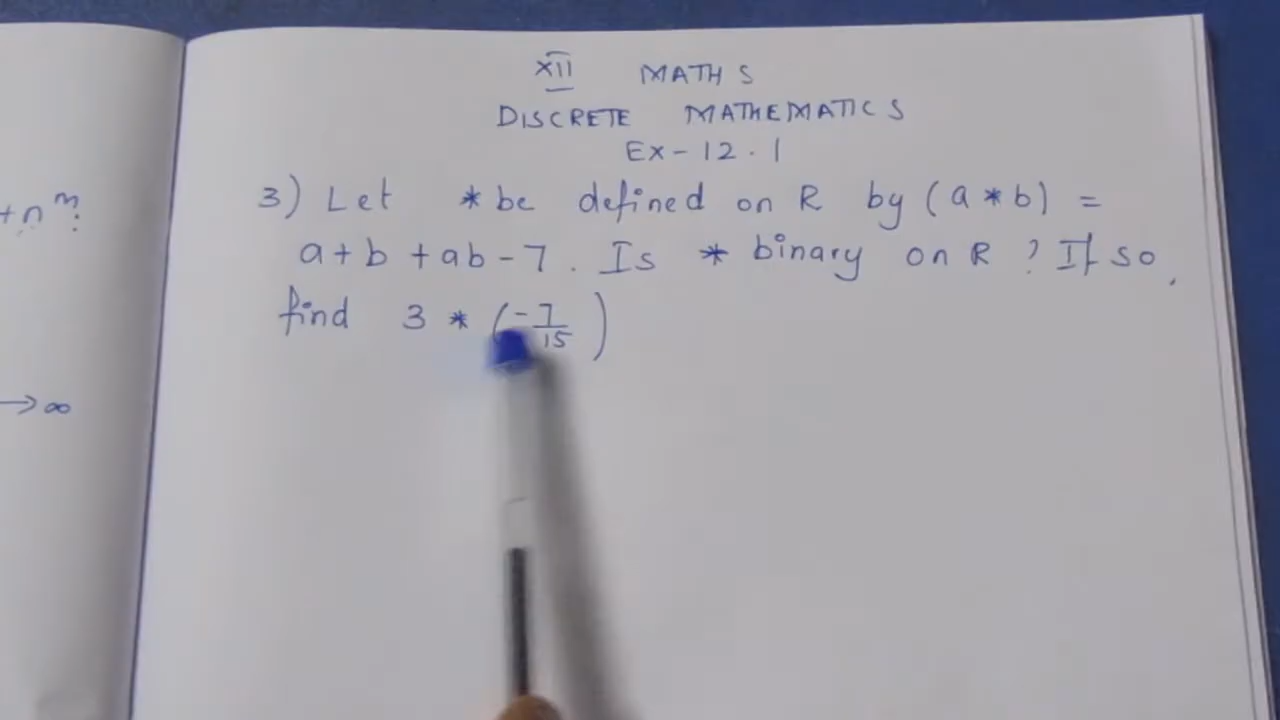 XII MATHS
DISCRETE MATHEMATICS
Ex-12.1
+n^m?
3) Let * be defined on R by (a * b) =
a+b+ab-7. Is * binary on R ? If so,
find 3 * (-7/15)
→∞